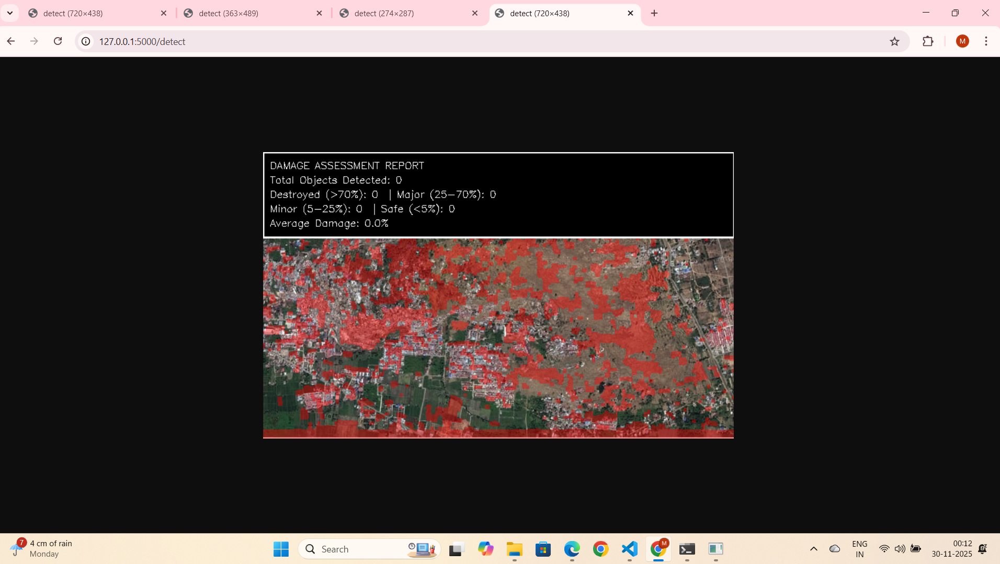 detect (720×438)
detect (363×489)
detect (274×287)
detect (720×438)
127.0.0.1:5000/detect
M
DAMAGE ASSESSMENT REPORT
Total Objects Detected: 0
Destroyed (>70%): 0 | Major (25-70%): 0
Minor (5-25%): 0 | Safe (<5%): 0
Average Damage: 0.0%
7
4 cm of rain
Monday
Search
M
ENG
IN
00:12
30-11-2025